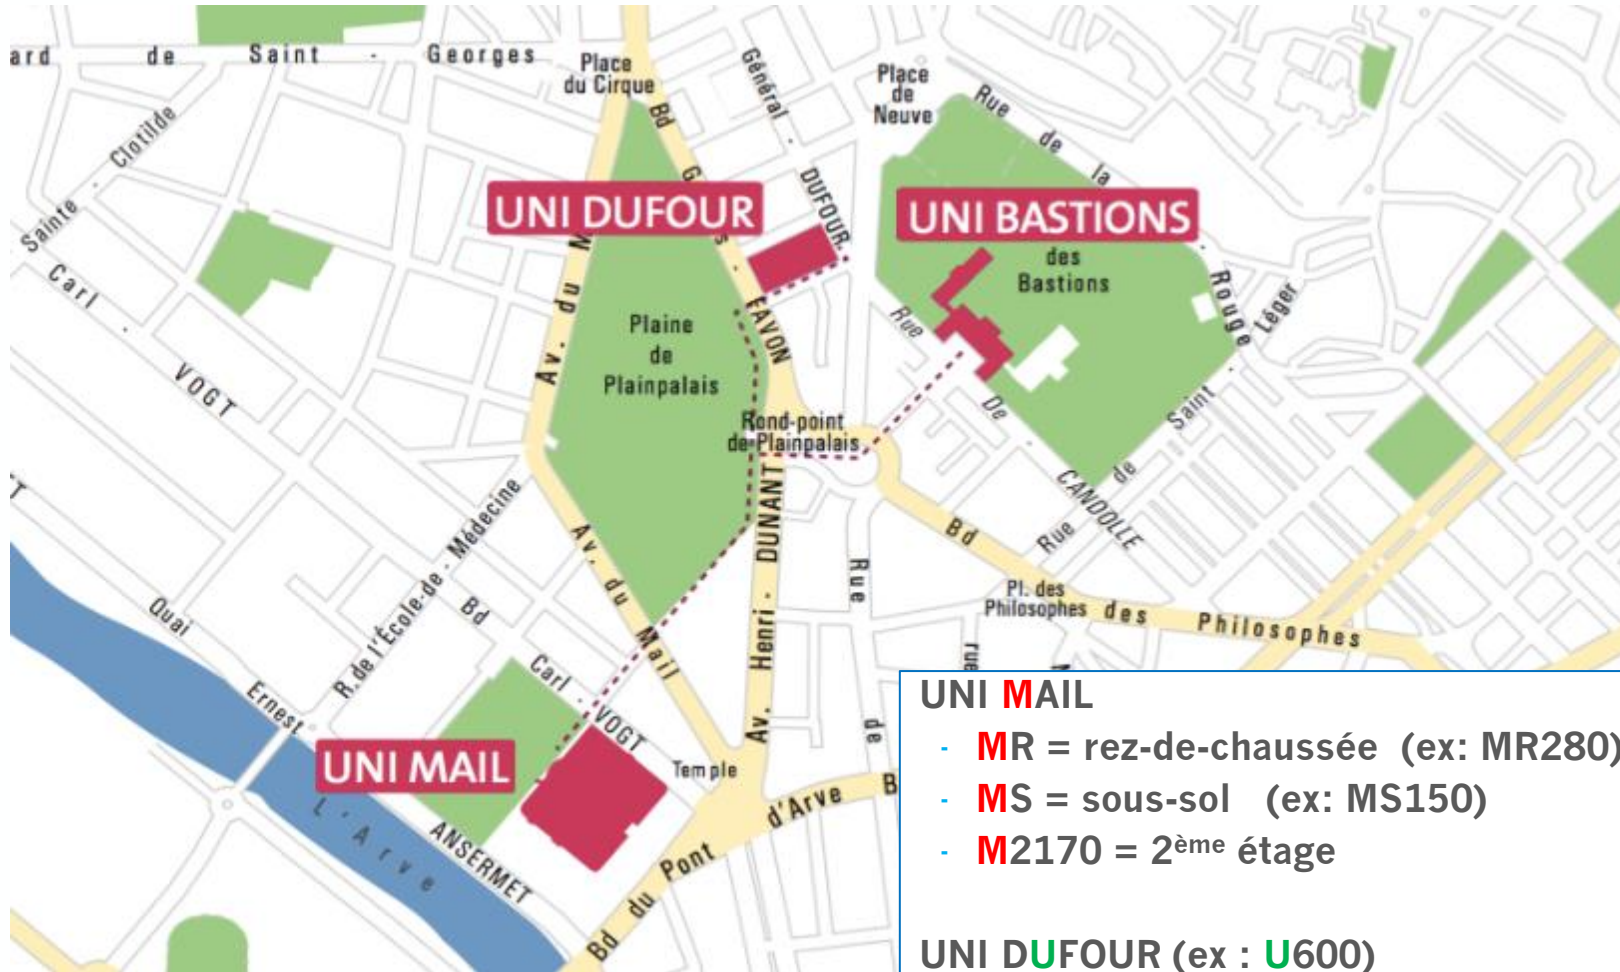 ard de Saint - Georges
Place
du Cirque
Général - DUFOUR
Place
de
Neuve
Rue de la - ROUGE
Bd G s - FAVON
Sainte - Clotilde
UNI DUFOUR
UNI BASTIONS
des
Bastions
Carl - VOGT
Av. du M
Plaine
de
Plainpalais
Rue De - CANDOLLE
Rue de Saint - Léger
Rond-point
de Plainpalais
R. de l'École-de-Médecine
Av. du Mail
Av. Henri - DUNANT
Bd des Philosophes
Pl. des
Philosophes
Rue de
rue
Quai Ernest ANSERMET
Bd Carl - VOGT
UNI MAIL
Temple
L'Arve
Bd du Pont d'Arve
B
UNI MAIL
- MR = rez-de-chaussée (ex: MR280)
- MS = sous-sol (ex: MS150)
- M2170 = 2ème étage
UNI DUFOUR (ex : U600)